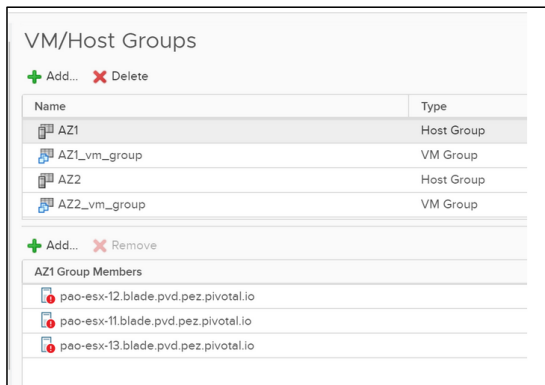 VM/Host Groups
Add... Delete
Name Type
AZ1 Host Group
AZ1_vm_group VM Group
AZ2 Host Group
AZ2_vm_group VM Group
Add... Remove
AZ1 Group Members
pao-esx-12.blade.pvd.pez.pivotal.io
pao-esx-11.blade.pvd.pez.pivotal.io
pao-esx-13.blade.pvd.pez.pivotal.io